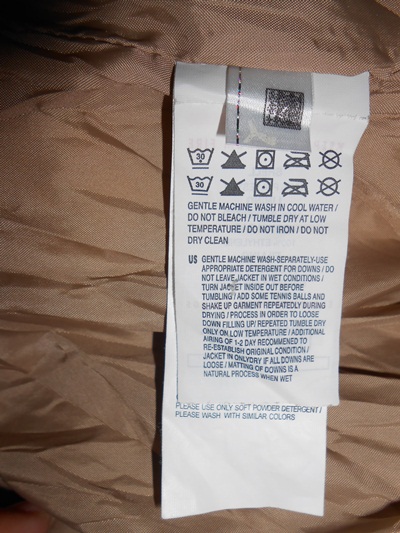 30
30
GENTLE MACHINE WASH IN COOL WATER /
DO NOT BLEACH / TUMBLE DRY AT LOW
TEMPERATURE / DO NOT IRON / DO NOT
DRY CLEAN
US GENTLE MACHINE WASH-SEPARATELY-USE
APPROPRIATE DETERGENT FOR DOWNS / DO
NOT LEAVE JACKET IN WET CONDITIONS /
TURN JACKET INSIDE OUT BEFORE
TUMBLING / ADD SOME TENNIS BALLS AND
SHAKE UP GARMENT REPEATEDLY DURING
DRYING / PROCESS IN ORDER TO LOOSE
DOWN FILLING UP/ REPEATED TUMBLE DRY
ONLY ON LOW TEMPERATURE / ADDITIONAL
AIRING OF 1-2 DAY RECOMMENED TO
RE-ESTABLISH ORIGINAL CONDITION /
JACKET IN ONLYDRY IF ALL DOWNS ARE
LOOSE / MATTING OF DOWNS IS A
NATURAL PROCESS WHEN WET
PLEASE USE ONLY SOFT POWDER DETERGENT /
PLEASE WASH WITH SIMILAR COLORS